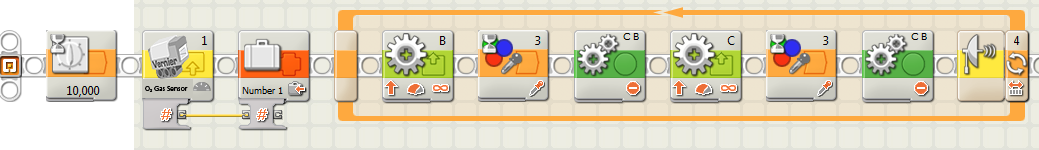 10,000
1
Vernier
O₂ Gas Sensor
#
Number 1
#
B
3
C B
C
3
C B
4